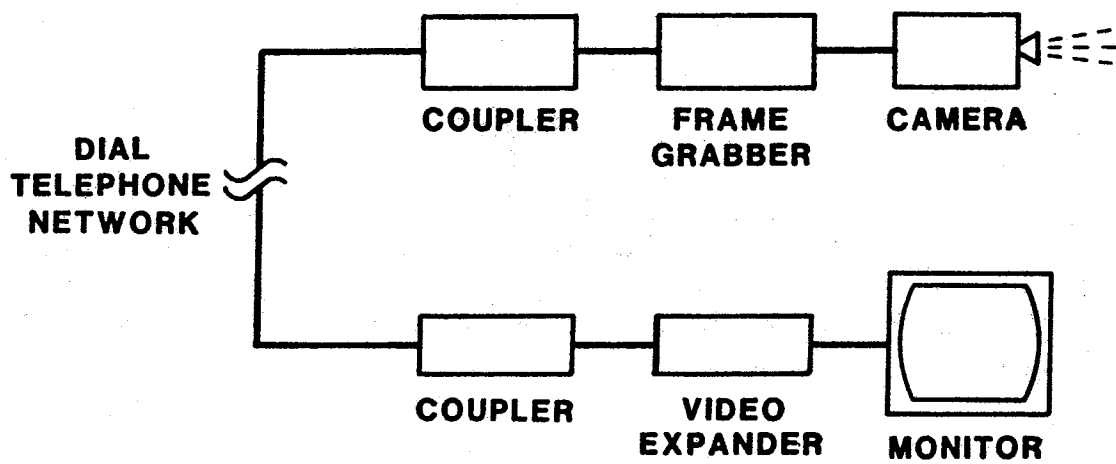 COUPLER
FRAME
GRABBER
CAMERA
DIAL
TELEPHONE
NETWORK
COUPLER
VIDEO
EXPANDER
MONITOR